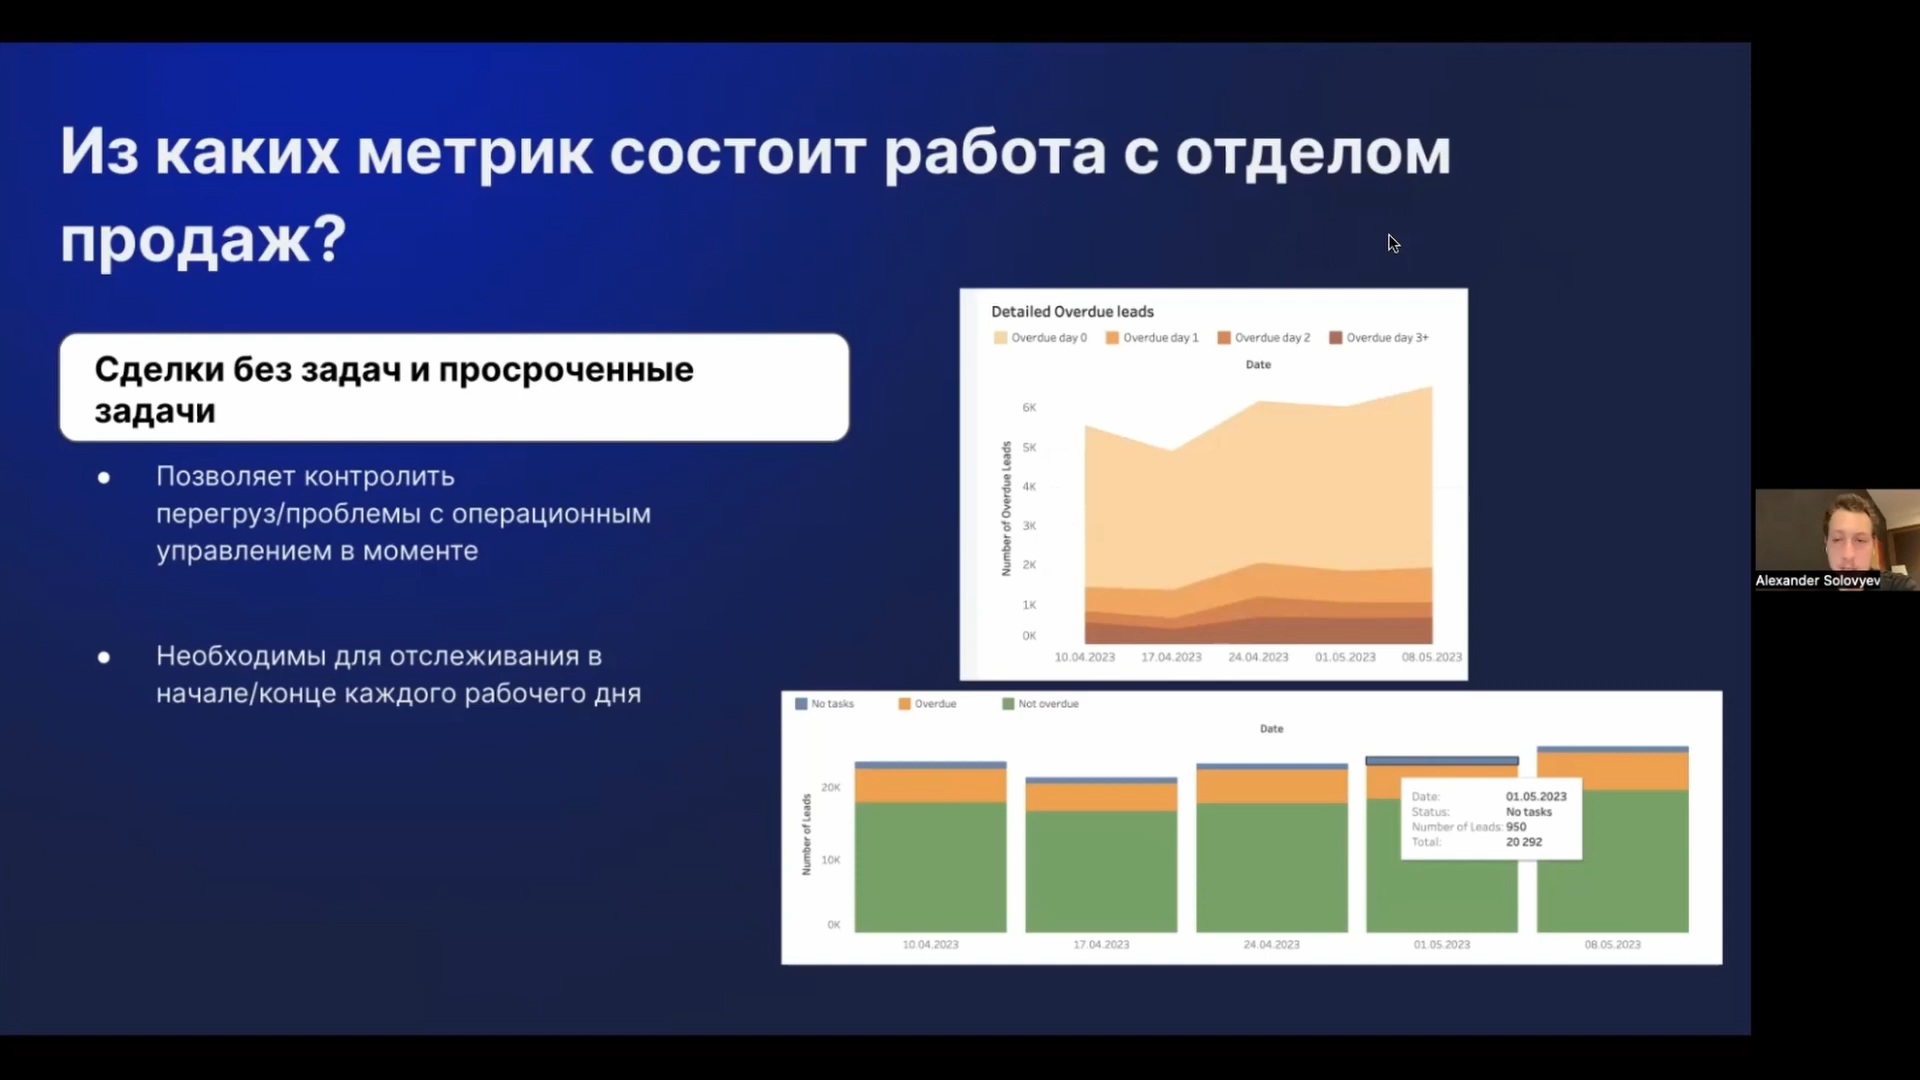 Из каких метрик состоит работа с отделом
продаж?
Сделки без задач и просроченные
задачи
● Позволяет контролить
перегруз/проблемы с операционным
управлением в моменте
● Необходимы для отслеживания в
начале/конце каждого рабочего дня
Detailed Overdue leads
Overdue day 0 Overdue day 1 Overdue day 2 Overdue day 3+
Date
Number of Overdue Leads
6K
5K
4K
3K
2K
1K
0K
10.04.2023 17.04.2023 24.04.2023 01.05.2023 08.05.2023
No tasks Overdue Not overdue
Date
Number of Leads
20K
10K
0K
Date: 01.05.2023
Status: No tasks
Number of Leads: 950
Total: 20 292
10.04.2023 17.04.2023 24.04.2023 01.05.2023 08.05.2023
Alexander Solovyev